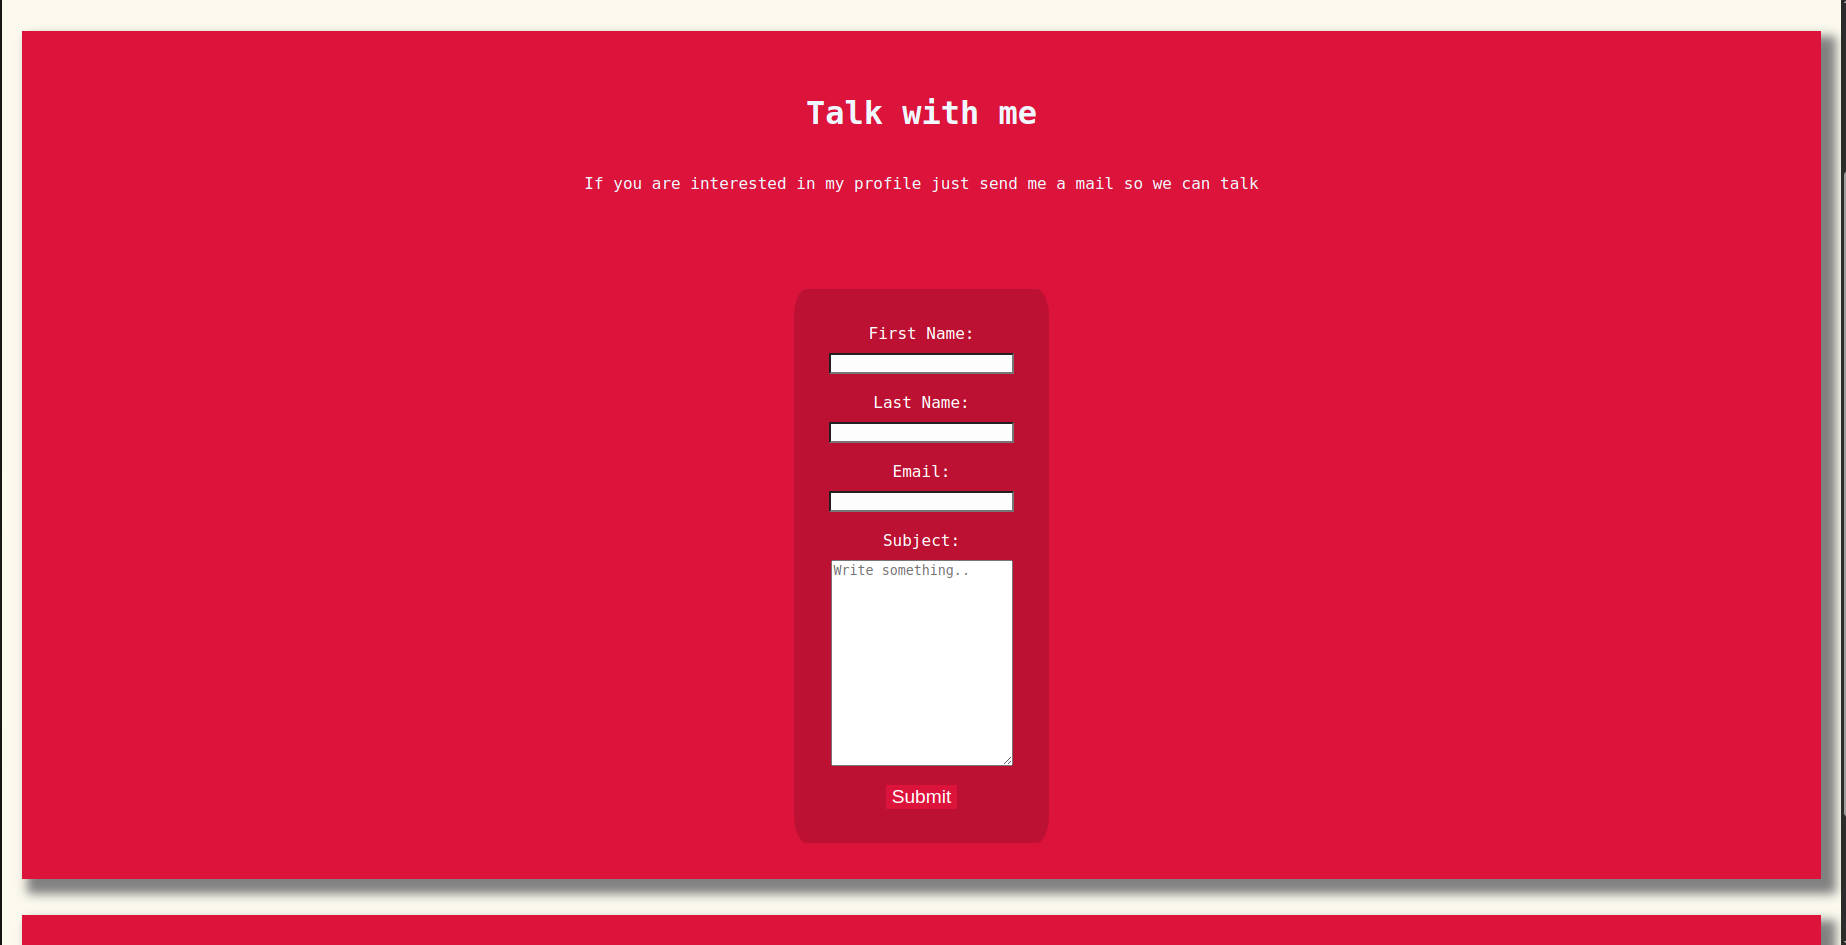 Talk with me
If you are interested in my profile just send me a mail so we can talk
First Name:
Last Name:
Email:
Subject:
Write something..
Submit